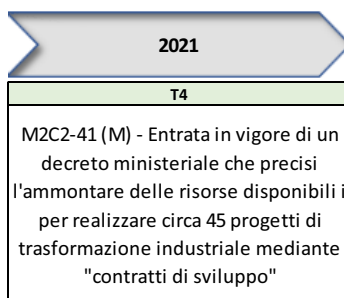 2021
T4
M2C2-41 (M) - Entrata in vigore di un
decreto ministeriale che precisi
l'ammontare delle risorse disponibili i
per realizzare circa 45 progetti di
trasformazione industriale mediante
"contratti di sviluppo"